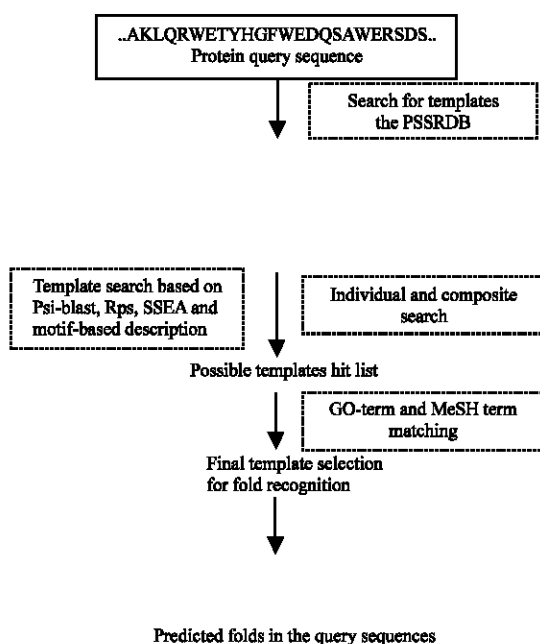 ..AKLQRWETYHGFWEDQSAWERSDS..
Protein query sequence
Search for templates
the PSSRDB
Template search based on
Psi-blast, Rps, SSEA and
motif-based description
Individual and composite
search
Possible templates hit list
GO-term and MeSH term
matching
Final template selection
for fold recognition
Predicted folds in the query sequences